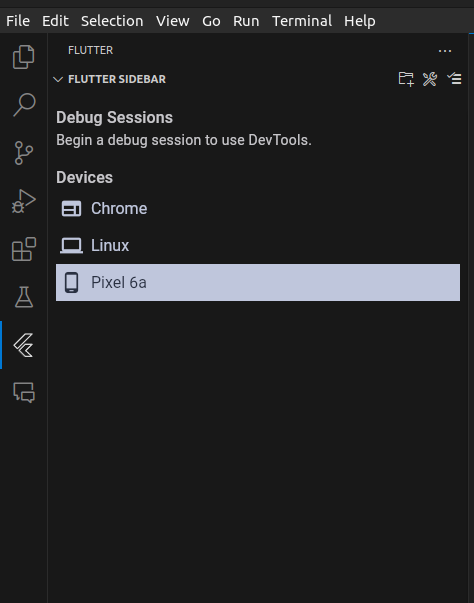 File Edit Selection View Go Run Terminal Help
FLUTTER
FLUTTER SIDEBAR
Debug Sessions
Begin a debug session to use DevTools.
Devices
Chrome
Linux
Pixel 6a